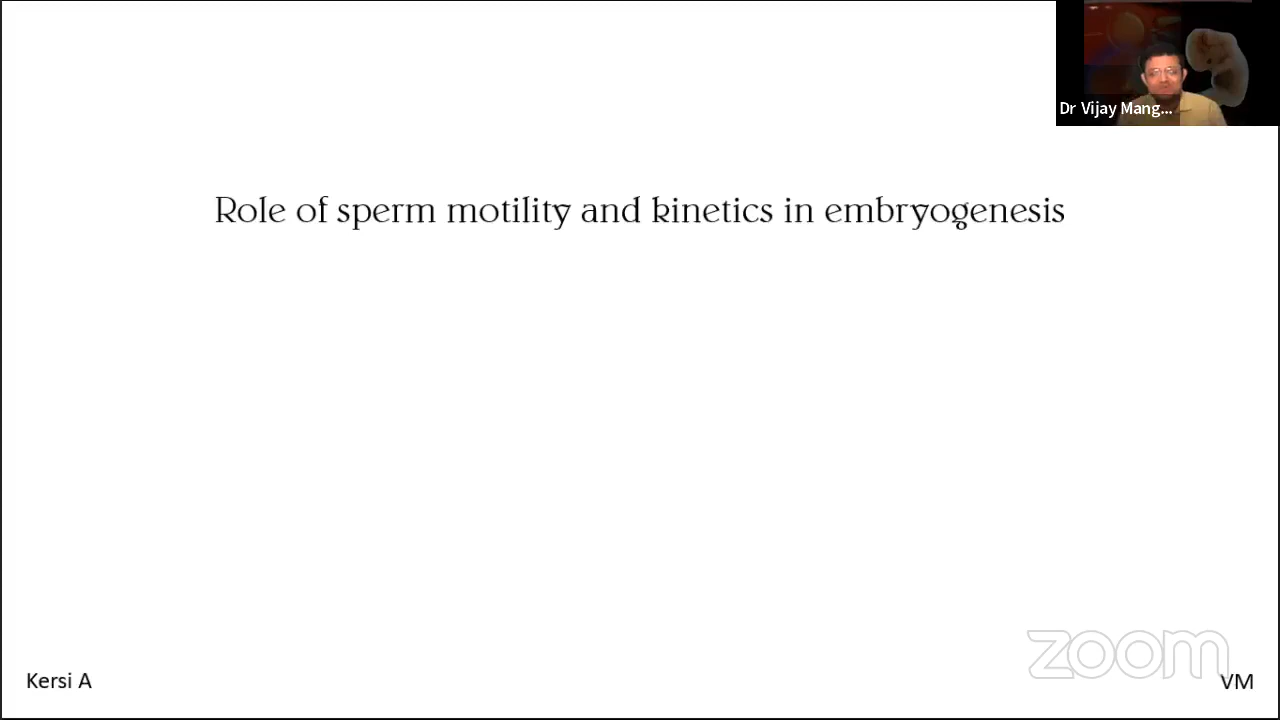 Dr Vijay Mang...
Role of sperm motility and kinetics in embryogenesis
zoom
Kersi A
VM